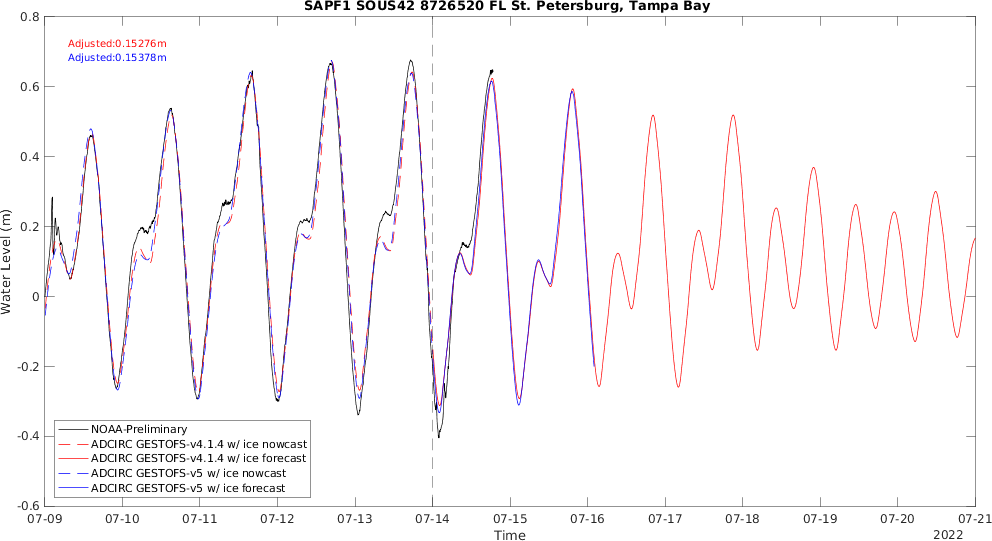 SAPF1 SOUS42 8726520 FL St. Petersburg, Tampa Bay
Adjusted:0.15276m
Adjusted:0.15378m
0.8
0.6
0.4
0.2
0
-0.2
-0.4
-0.6
Water Level (m)
NOAA-Preliminary
ADCIRC GESTOFS-v4.1.4 w/ ice nowcast
ADCIRC GESTOFS-v4.1.4 w/ ice forecast
ADCIRC GESTOFS-v5 w/ ice nowcast
ADCIRC GESTOFS-v5 w/ ice forecast
07-09 07-10 07-11 07-12 07-13 07-14 07-15 07-16 07-17 07-18 07-19 07-20 07-21
Time
2022